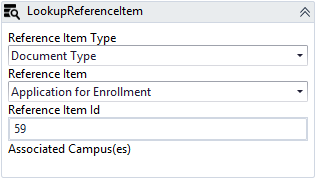 LookupReferenceItem
Reference Item Type
Document Type
Reference Item
Application for Enrollment
Reference Item Id
59
Associated Campus(es)